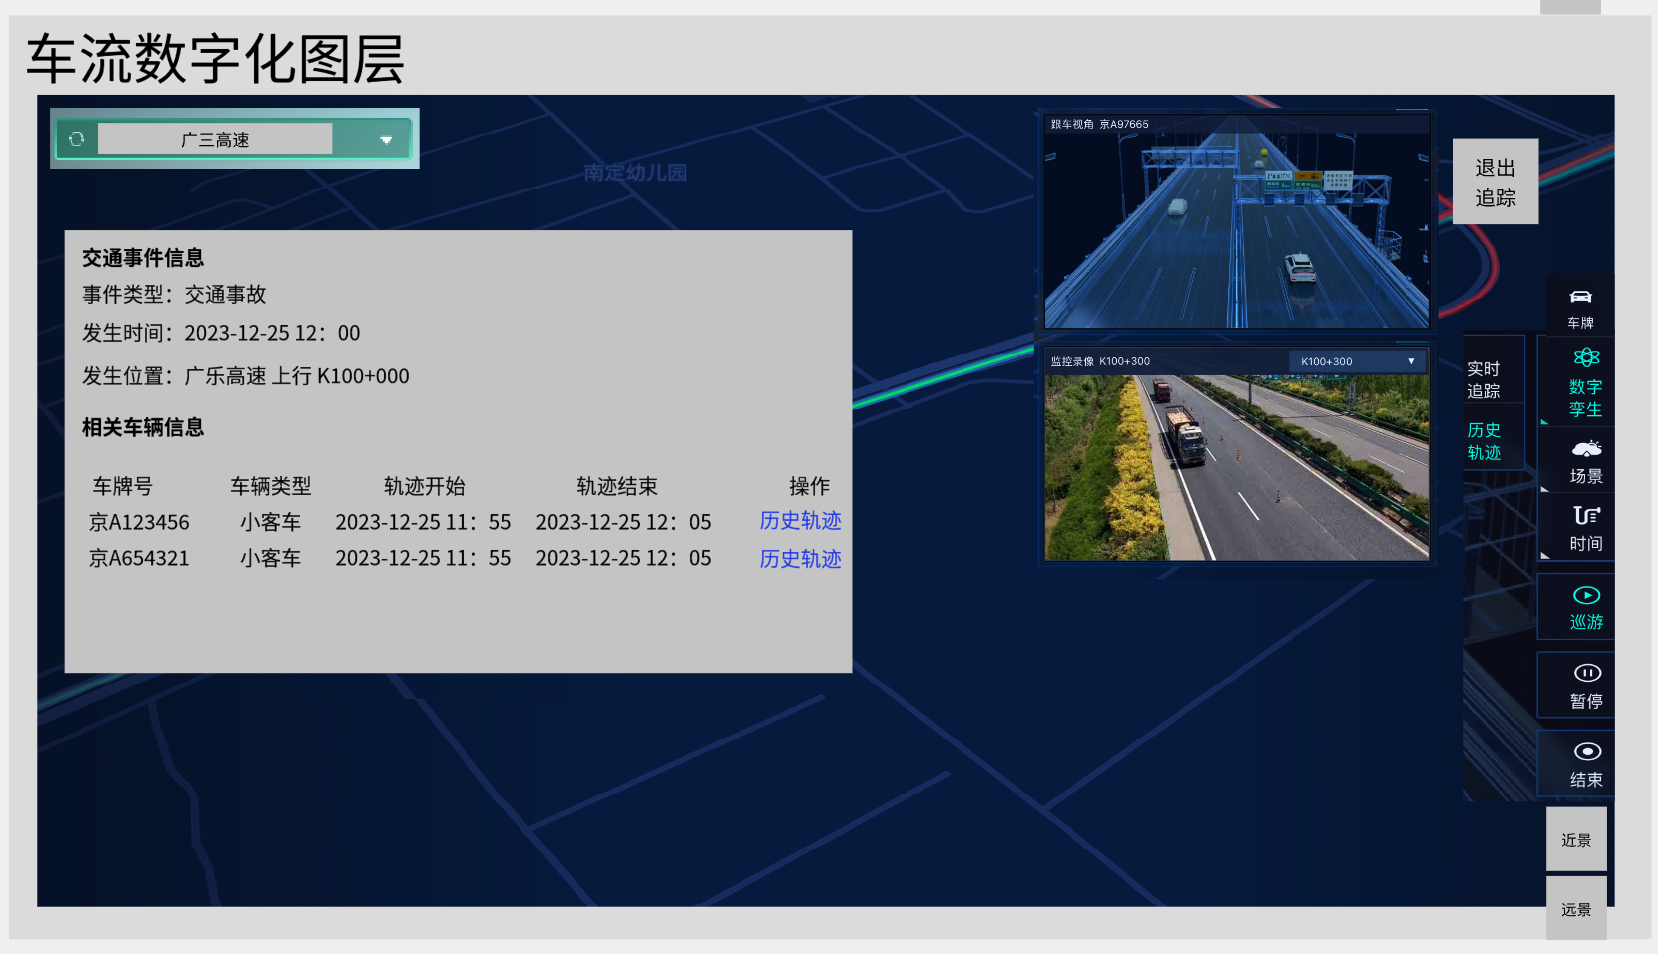 车流数字化图层
广三高速
南定幼儿园
跟车视角 京A97665
退出
追踪
交通事件信息
事件类型：交通事故
发生时间：2023-12-25 12：00
发生位置：广乐高速 上行 K100+000
相关车辆信息
车牌号 车辆类型 轨迹开始 轨迹结束 操作
京A123456 小客车 2023-12-25 11：55 2023-12-25 12：05 历史轨迹
京A654321 小客车 2023-12-25 11：55 2023-12-25 12：05 历史轨迹
监控录像 K100+300 K100+300
实时
追踪
历史
轨迹
车牌
数字
孪生
场景
时间
巡游
暂停
结束
近景
远景